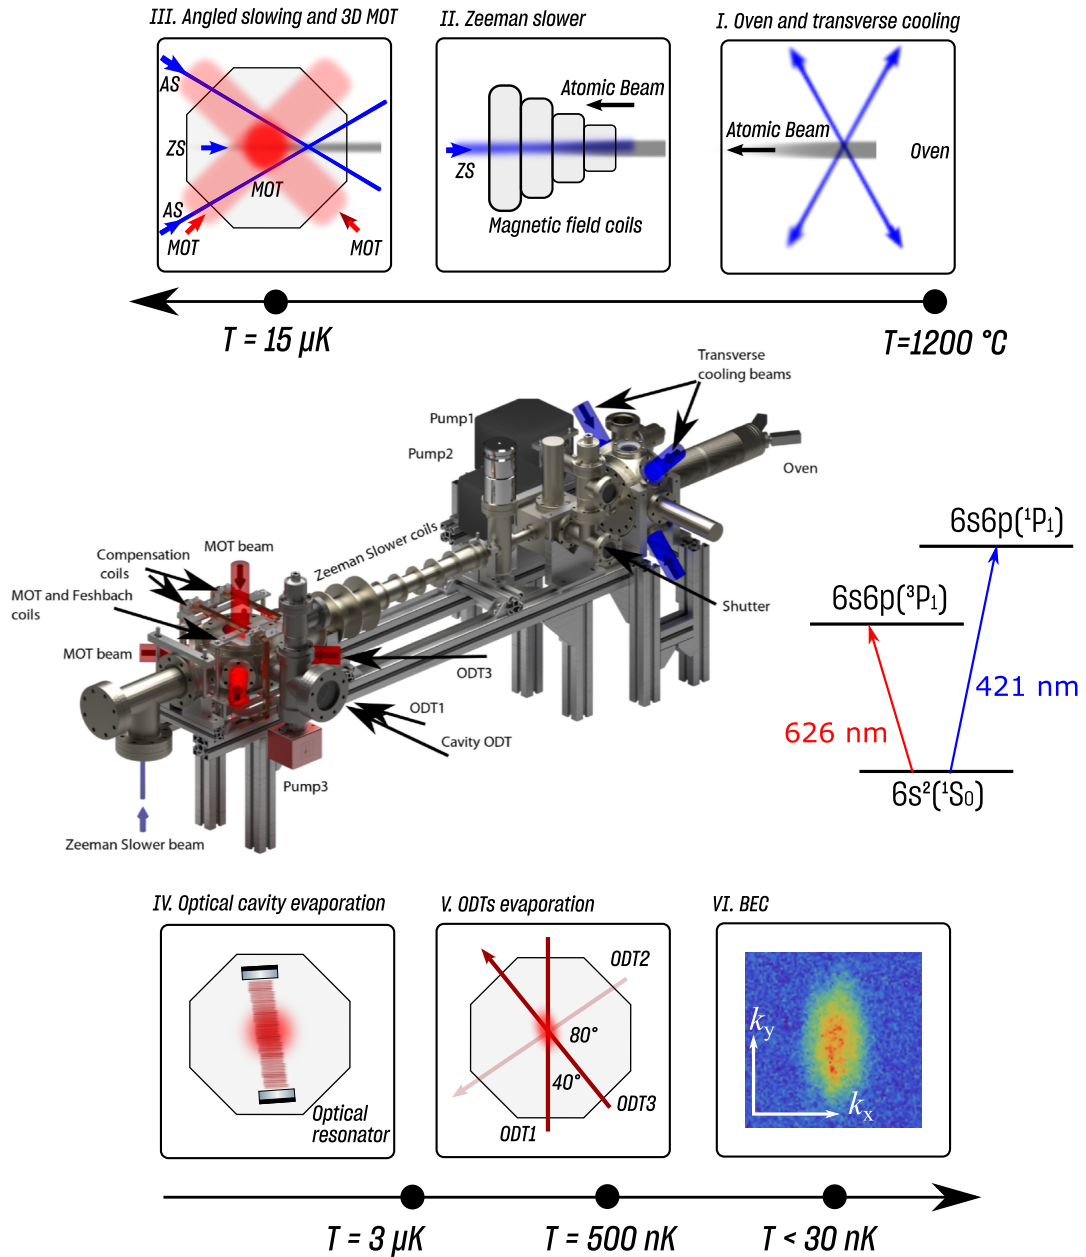 III. Angled slowing and 3D MOT
II. Zeeman slower
I. Oven and transverse cooling
AS
ZS
MOT
AS
MOT
MOT
Atomic Beam
ZS
Magnetic field coils
Atomic Beam
Oven
T = 15 µK
T=1200 °C
Transverse
cooling beams
Pump1
Pump2
Oven
Zeeman Slower coils
MOT beam
Compensation
coils
MOT and Feshbach
coils
MOT beam
Shutter
ODT3
ODT1
Cavity ODT
Pump3
Zeeman Slower beam
6s6p(¹P₁)
6s6p(³P₁)
421 nm
626 nm
6s²(¹S₀)
IV. Optical cavity evaporation
V. ODTs evaporation
VI. BEC
Optical
resonator
ODT2
80°
40°
ODT3
ODT1
k_y
k_x
T = 3 µK
T = 500 nK
T < 30 nK